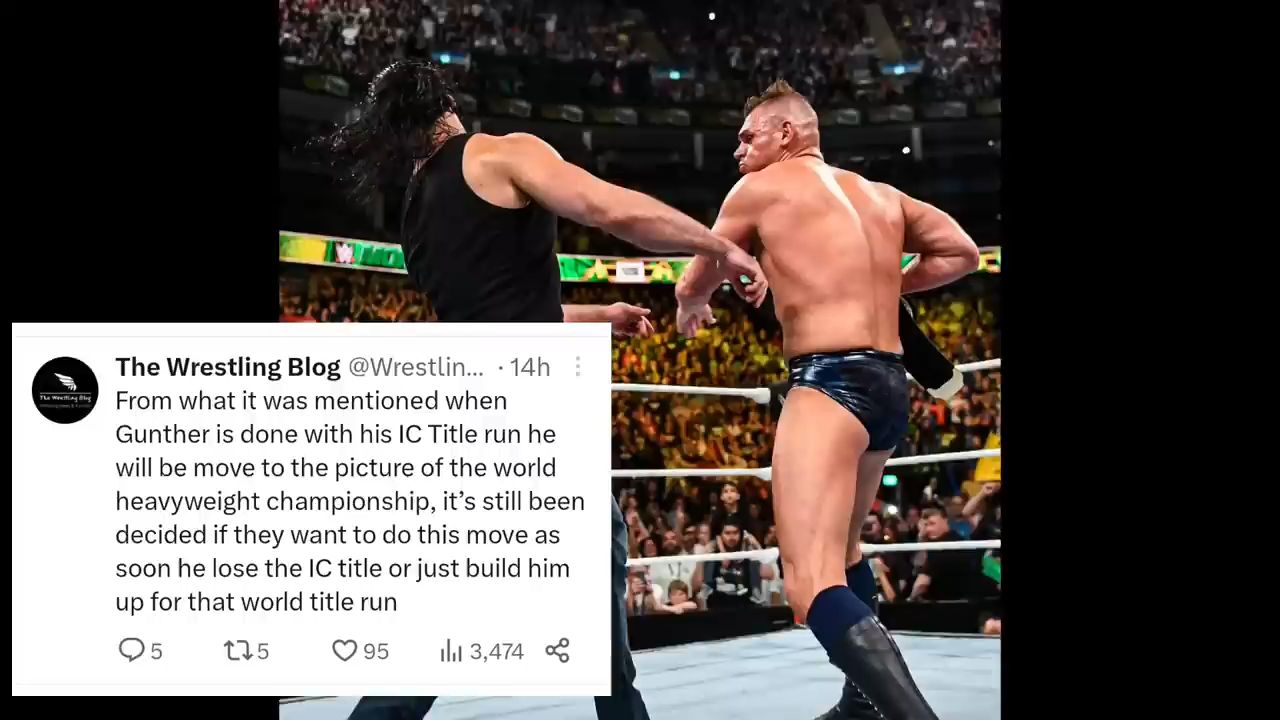 The Wrestling Blog @Wrestlin... · 14h
The Wrestling Blog
From what it was mentioned when
Gunther is done with his IC Title run he
will be move to the picture of the world
heavyweight championship, it’s still been
decided if they want to do this move as
soon he lose the IC title or just build him
up for that world title run
5 5 95 3,474